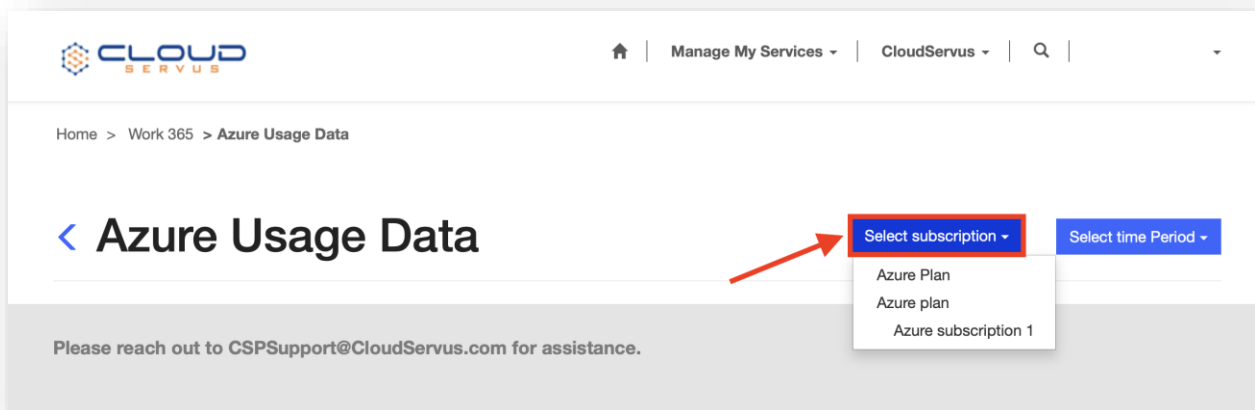 CLOUD
SERVUS
Manage My Services
CloudServus
Home > Work 365 > Azure Usage Data
< Azure Usage Data
Select subscription
Select time Period
Azure Plan
Azure plan
Azure subscription 1
Please reach out to CSPSupport@CloudServus.com for assistance.